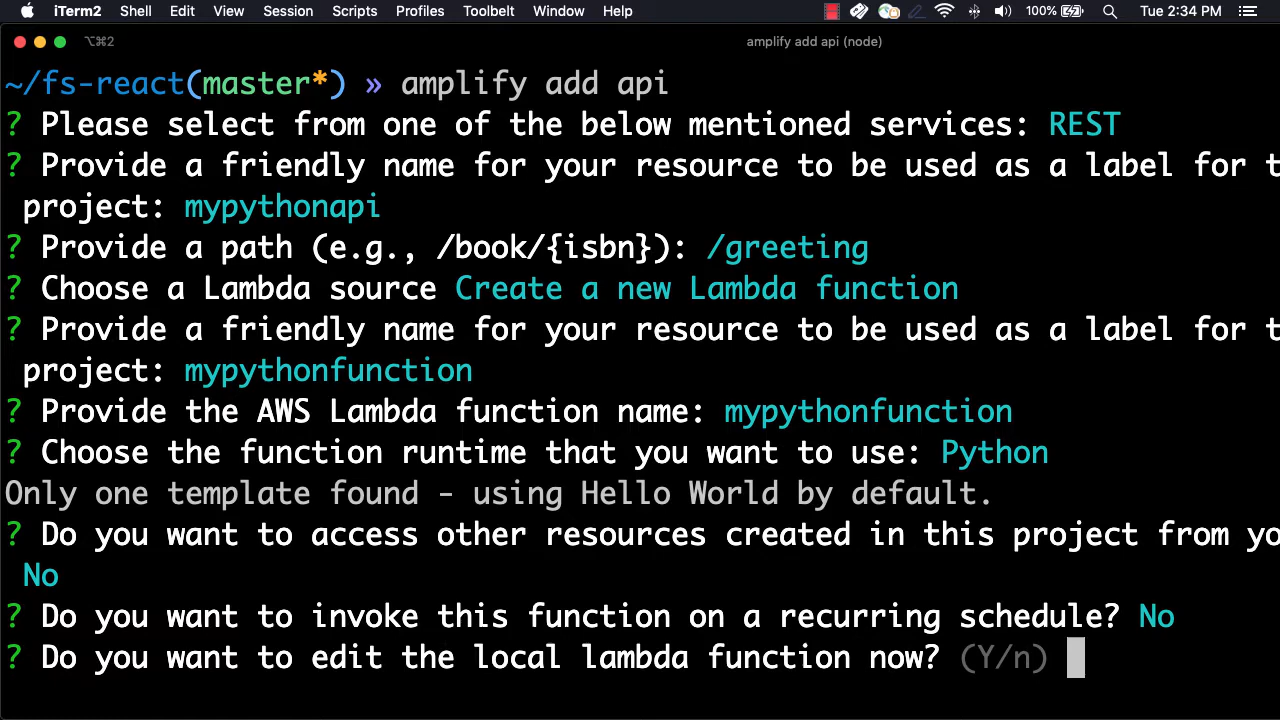 iTerm2 Shell Edit View Session Scripts Profiles Toolbelt Window Help 100% Tue 2:34 PM
⌥⌘2 amplify add api (node)
~/fs-react(master*) » amplify add api
? Please select from one of the below mentioned services: REST
? Provide a friendly name for your resource to be used as a label for t
project: mypythonapi
? Provide a path (e.g., /book/{isbn}): /greeting
? Choose a Lambda source Create a new Lambda function
? Provide a friendly name for your resource to be used as a label for t
project: mypythonfunction
? Provide the AWS Lambda function name: mypythonfunction
? Choose the function runtime that you want to use: Python
Only one template found - using Hello World by default.
? Do you want to access other resources created in this project from yo
No
? Do you want to invoke this function on a recurring schedule? No
? Do you want to edit the local lambda function now? (Y/n)